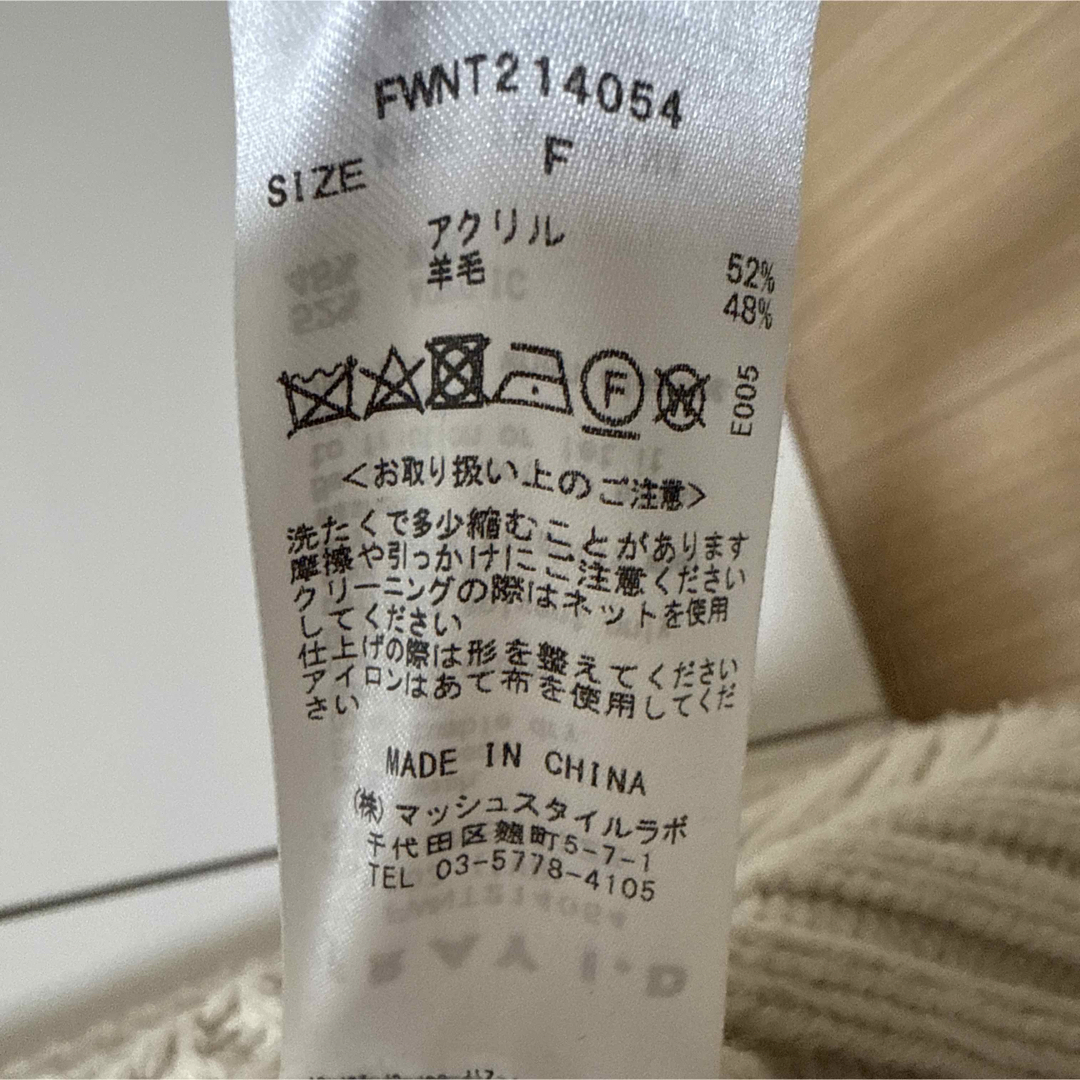 FWNT214054
SIZE F
アクリル 52%
羊毛 48%
F W E005
<お取り扱い上のご注意>
洗たくで多少縮むことがあります
摩擦や引っかけにご注意ください
クリーニングの際はネットを使用
してください
仕上げの際は形を整えてください
アイロンはあて布を使用してくだ
さい
MADE IN CHINA
(株)マッシュスタイルラボ
千代田区麹町5-7-1
TEL 03-5778-4105